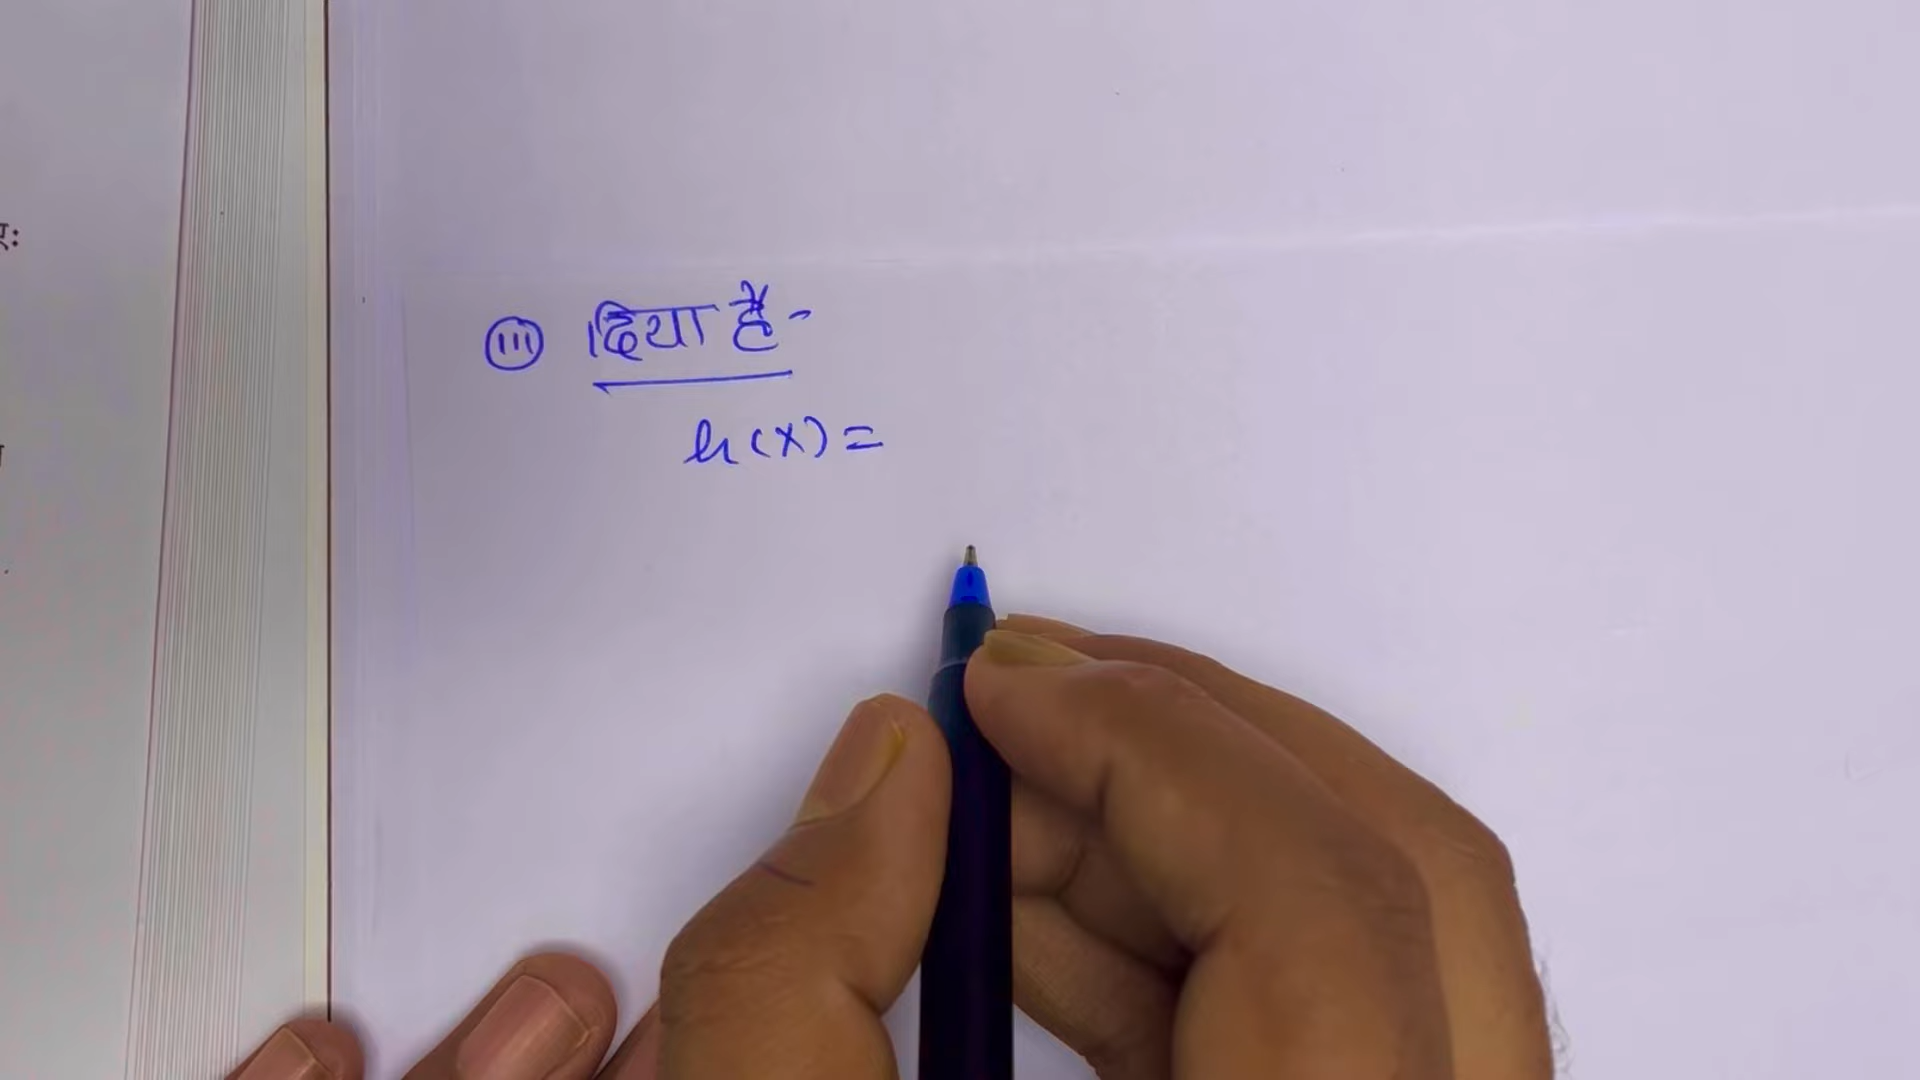 (iii) दिया है-
h(x) =